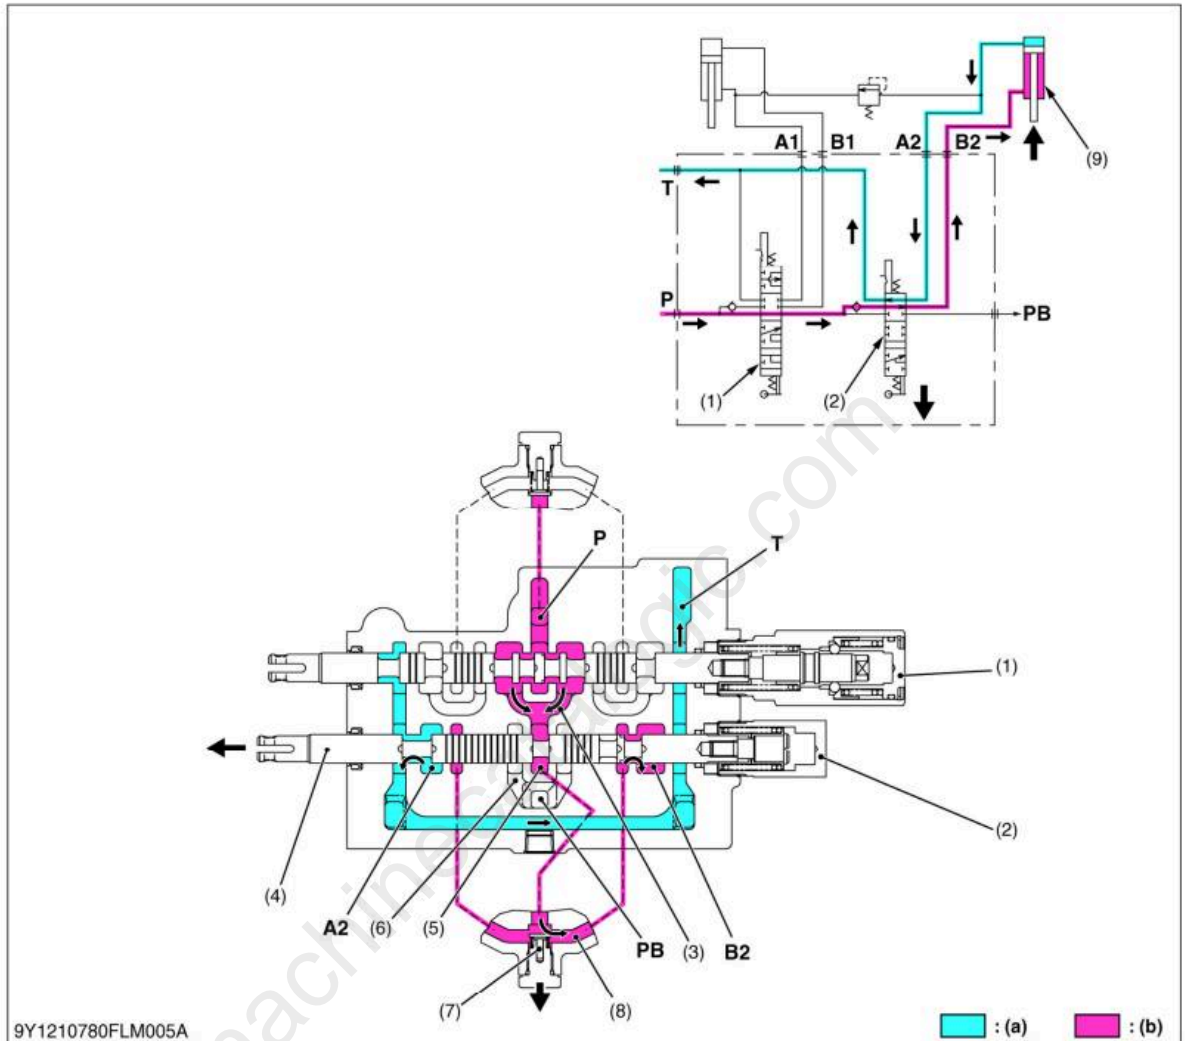 A1 B1 A2 B2
(9)
T
P
PB
(1)
(2)
P
T
(1)
(2)
(4)
A2
(6)
(5)
PB
(3)
B2
(7)
(8)
9Y1210780FLM005A
: (a)
: (b)